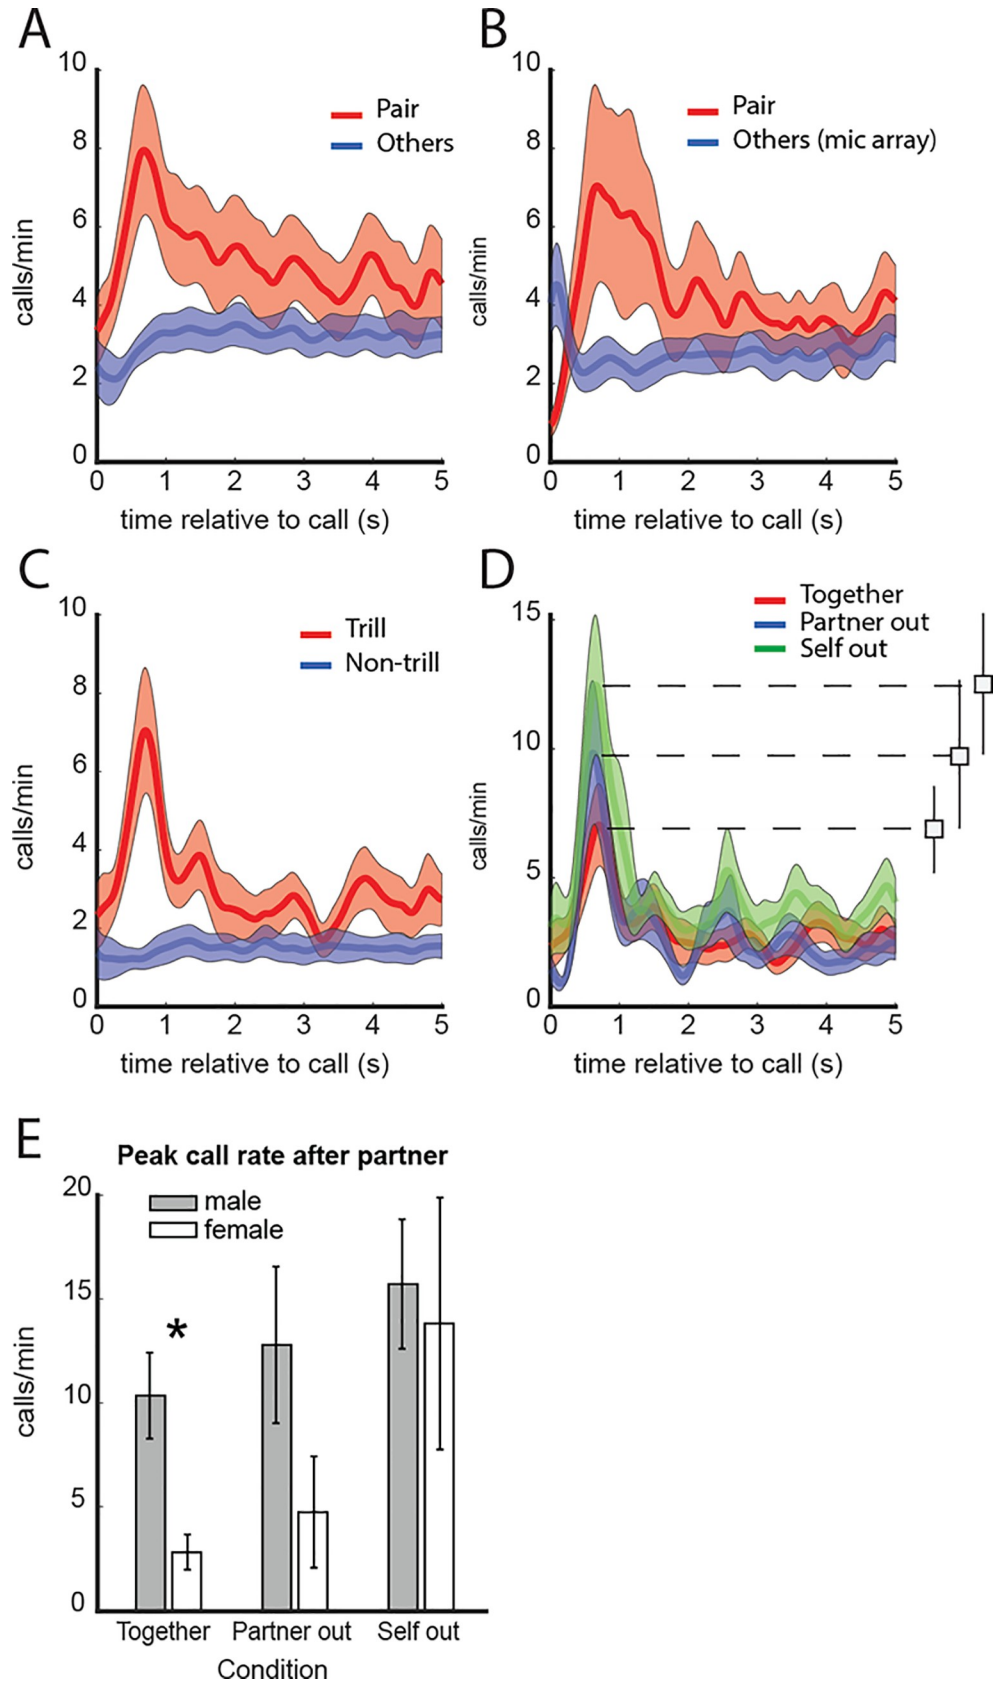 A
10
8
6
4
2
0
calls/min
Pair
Others
0 1 2 3 4 5
time relative to call (s)
B
10
8
6
4
2
0
calls/min
Pair
Others (mic array)
0 1 2 3 4 5
time relative to call (s)
C
10
8
6
4
2
0
calls/min
Trill
Non-trill
0 1 2 3 4 5
time relative to call (s)
D
15
10
5
0
calls/min
Together
Partner out
Self out
0 1 2 3 4 5
time relative to call (s)
E
Peak call rate after partner
20
15
10
5
0
calls/min
male
female
*
Together Partner out Self out
Condition